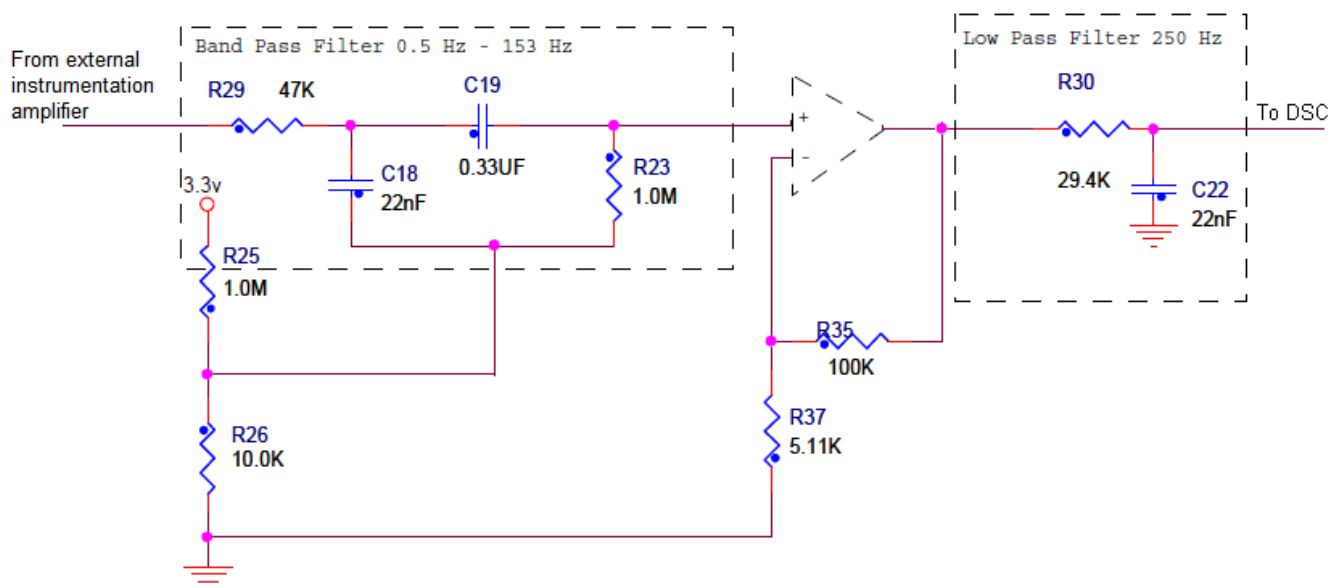 Band Pass Filter 0.5 Hz - 153 Hz
Low Pass Filter 250 Hz
From external
instrumentation
amplifier
R29
47K
C19
0.33UF
C18
22nF
R23
1.0M
3.3v
R25
1.0M
R26
10.0K
+
-
R35
100K
R37
5.11K
R30
29.4K
C22
22nF
To DSC